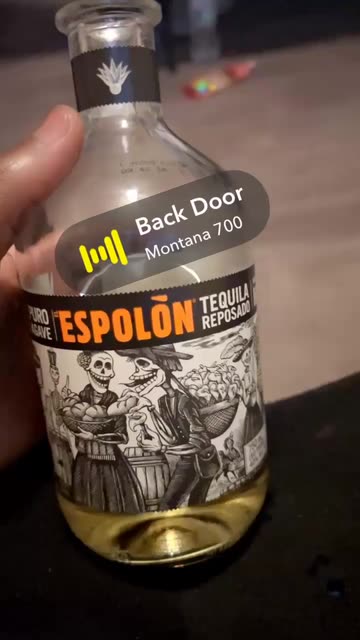 Back Door
Montana 700
PURO
AGAVE
ESPOLÒN
TEQUILA
REPOSADO